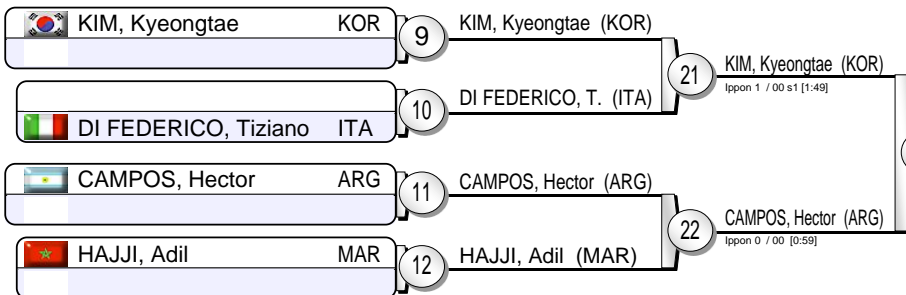 KIM, Kyeongtae KOR
9
KIM, Kyeongtae (KOR)
21
KIM, Kyeongtae (KOR)
Ippon 1 / 00 s1 [1:49]
DI FEDERICO, Tiziano ITA
10
DI FEDERICO, T. (ITA)
CAMPOS, Hector ARG
11
CAMPOS, Hector (ARG)
22
CAMPOS, Hector (ARG)
Ippon 0 / 00 [0:59]
HAJJI, Adil MAR
12
HAJJI, Adil (MAR)